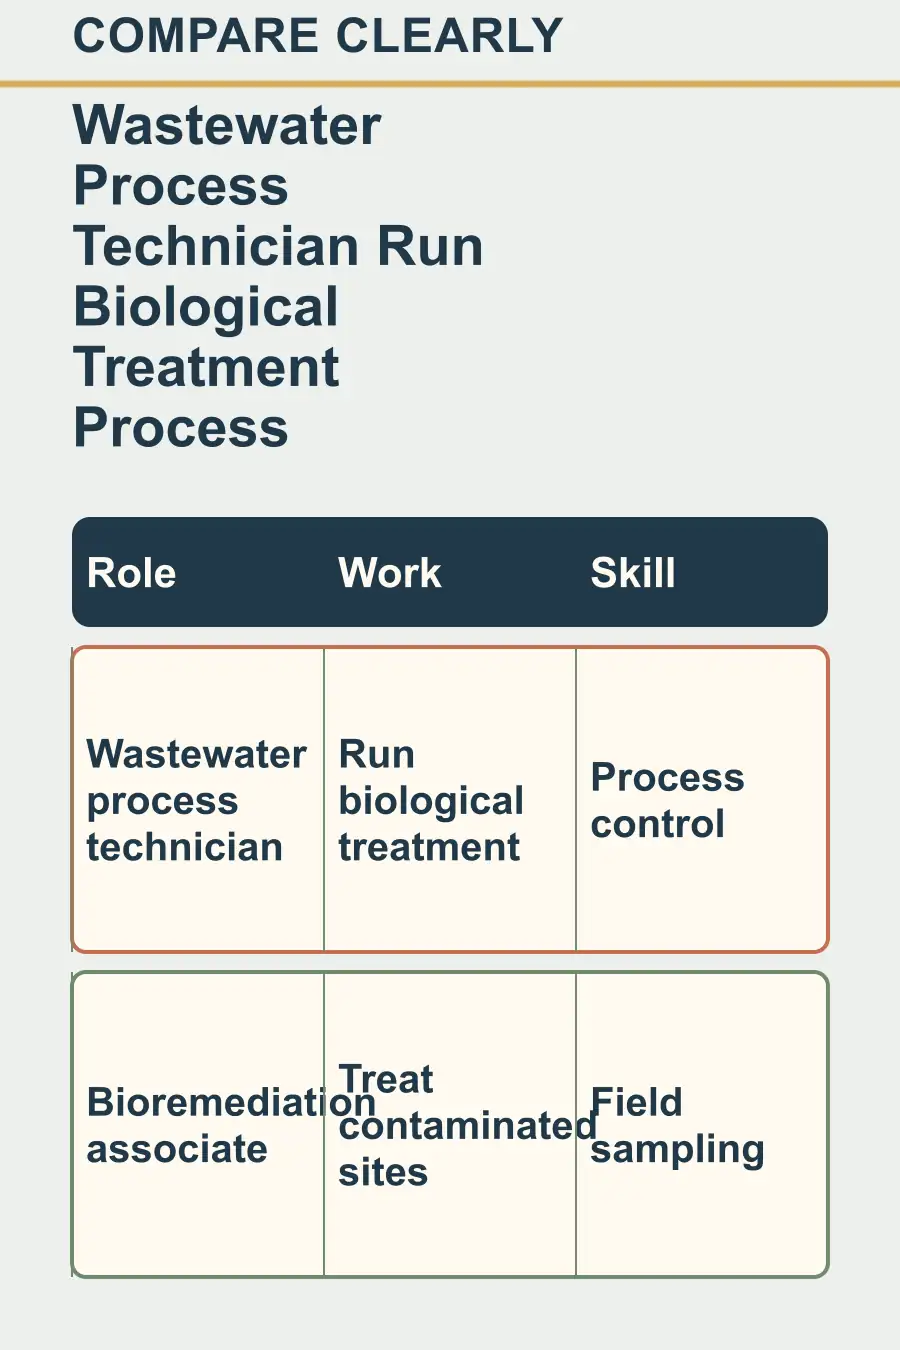 COMPARE CLEARLY
Wastewater
Process
Technician Run
Biological
Treatment
Process
Role Work Skill
Wastewater
process
technician
Run
biological
treatment
Process
control
Bioremediation
associate
Treat
contaminated
sites
Field
sampling